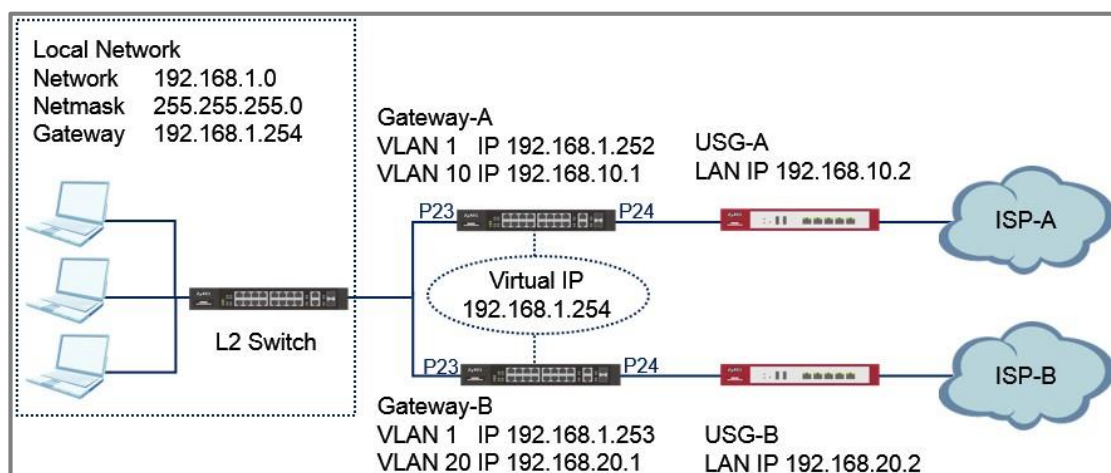 Local Network
Network 192.168.1.0
Netmask 255.255.255.0
Gateway 192.168.1.254
L2 Switch
Gateway-A
VLAN 1 IP 192.168.1.252
VLAN 10 IP 192.168.10.1
P23
P24
USG-A
LAN IP 192.168.10.2
ISP-A
Virtual IP
192.168.1.254
P23
P24
Gateway-B
VLAN 1 IP 192.168.1.253
VLAN 20 IP 192.168.20.1
USG-B
LAN IP 192.168.20.2
ISP-B